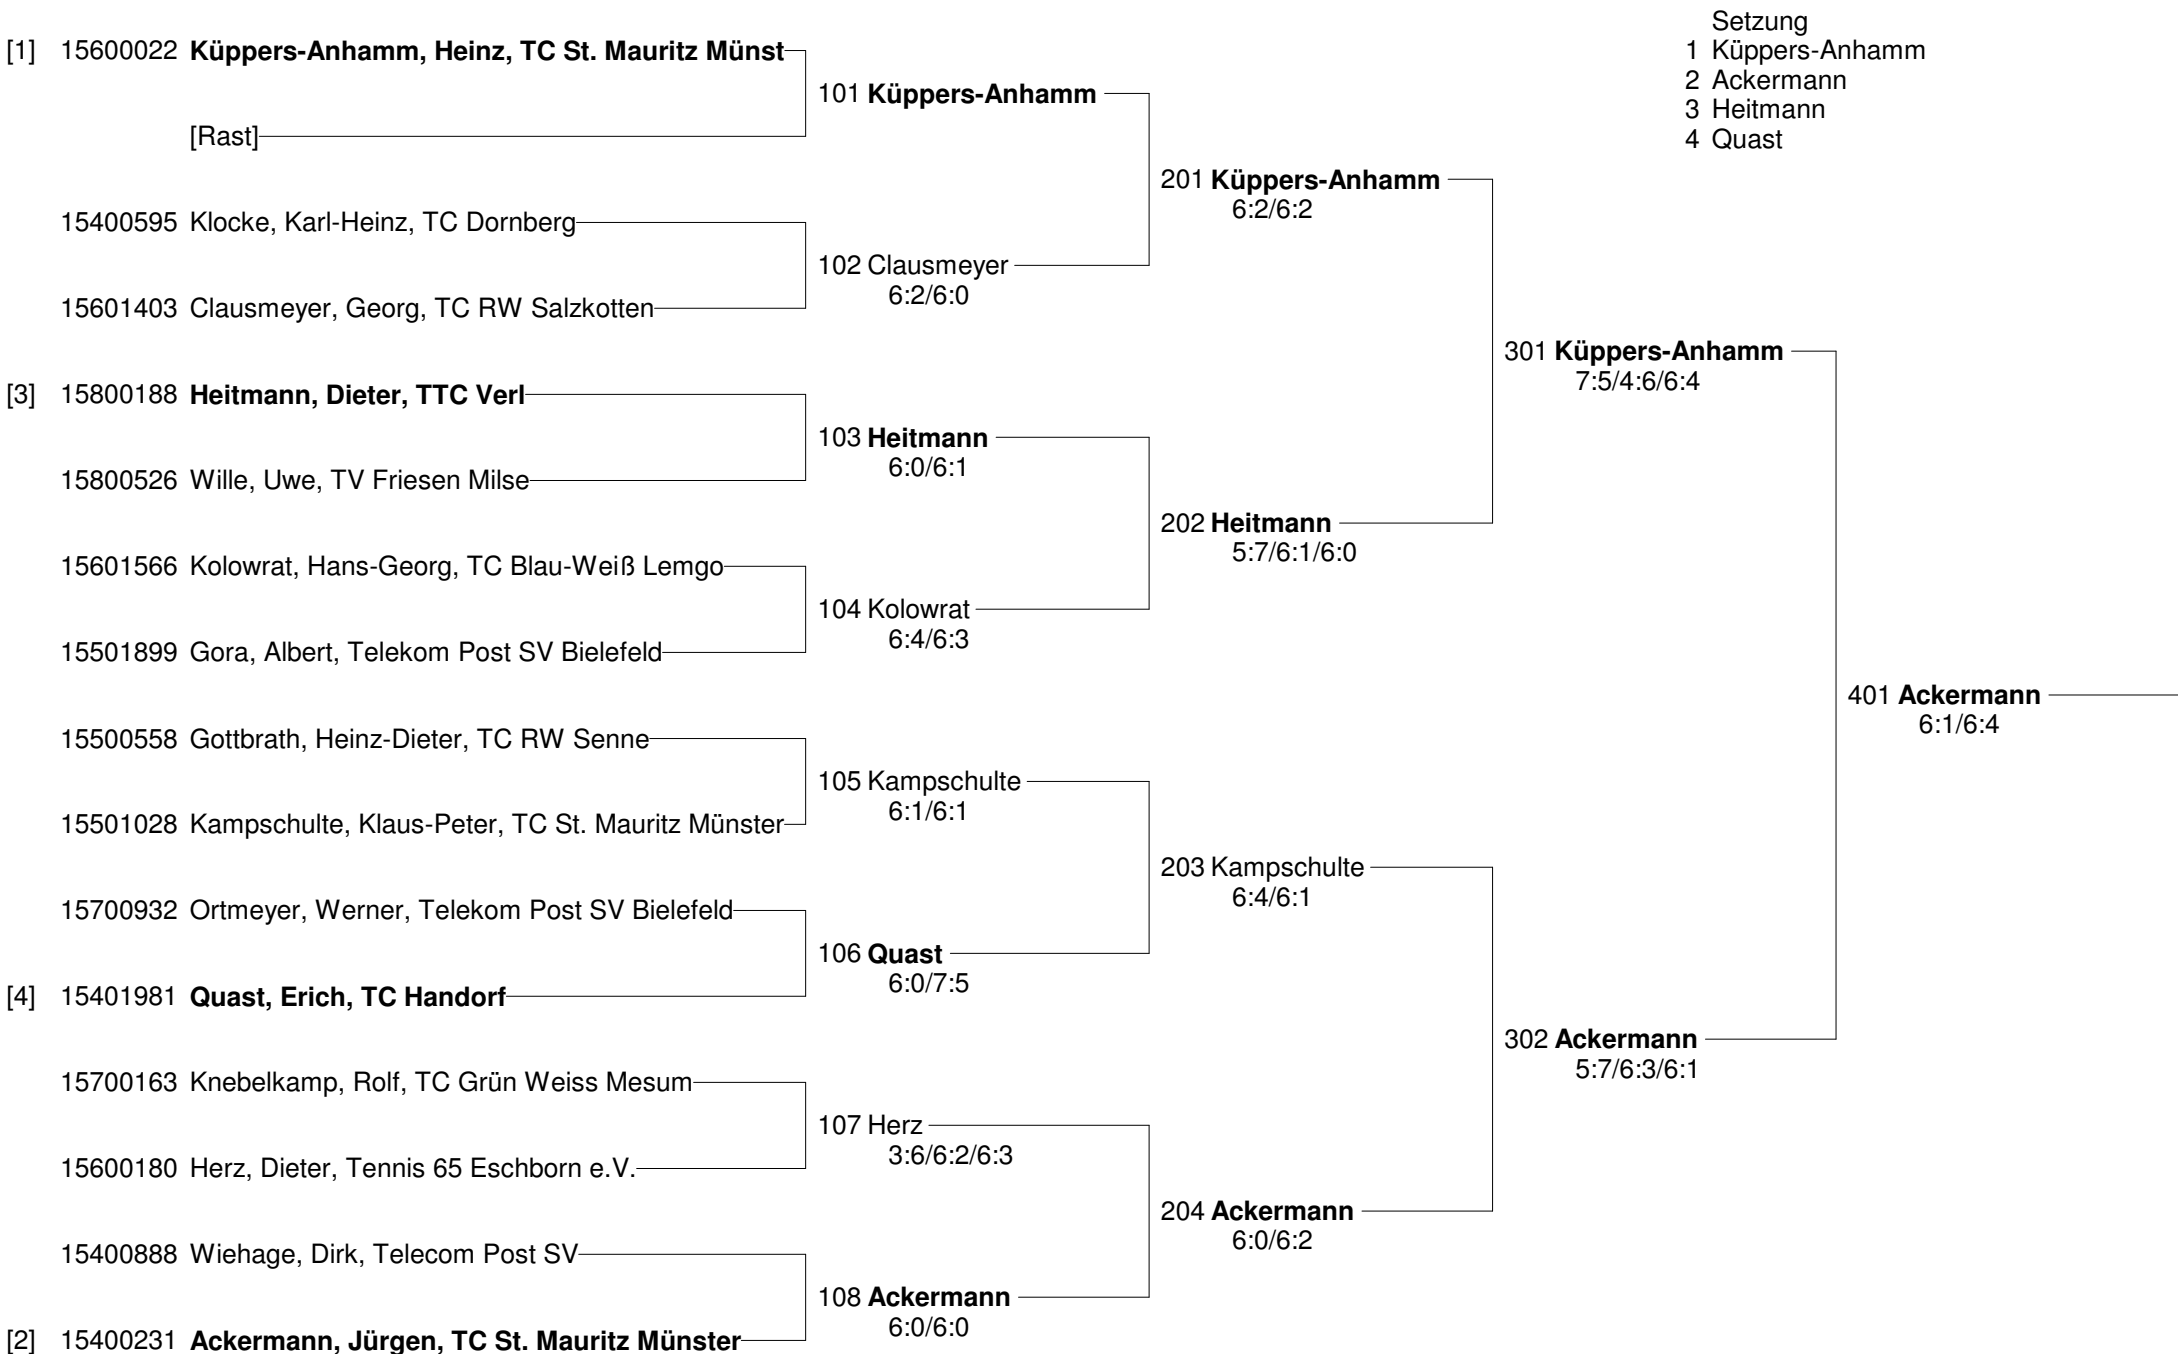 Setzung
1 Küppers-Anhamm
2 Ackermann
3 Heitmann
4 Quast
[1] 15600022 Küppers-Anhamm, Heinz, TC St. Mauritz Münst
[Rast]
15400595 Klocke, Karl-Heinz, TC Dornberg
15601403 Clausmeyer, Georg, TC RW Salzkotten
[3] 15800188 Heitmann, Dieter, TTC Verl
15800526 Wille, Uwe, TV Friesen Milse
15601566 Kolowrat, Hans-Georg, TC Blau-Weiß Lemgo
15501899 Gora, Albert, Telekom Post SV Bielefeld
15500558 Gottbrath, Heinz-Dieter, TC RW Senne
15501028 Kampschulte, Klaus-Peter, TC St. Mauritz Münster
15700932 Ortmeyer, Werner, Telekom Post SV Bielefeld
[4] 15401981 Quast, Erich, TC Handorf
15700163 Knebelkamp, Rolf, TC Grün Weiss Mesum
15600180 Herz, Dieter, Tennis 65 Eschborn e.V.
15400888 Wiehage, Dirk, Telecom Post SV
[2] 15400231 Ackermann, Jürgen, TC St. Mauritz Münster
101 Küppers-Anhamm
102 Clausmeyer
6:2/6:0
103 Heitmann
6:0/6:1
104 Kolowrat
6:4/6:3
105 Kampschulte
6:1/6:1
106 Quast
6:0/7:5
107 Herz
3:6/6:2/6:3
108 Ackermann
6:0/6:0
201 Küppers-Anhamm
6:2/6:2
202 Heitmann
5:7/6:1/6:0
203 Kampschulte
6:4/6:1
204 Ackermann
6:0/6:2
301 Küppers-Anhamm
7:5/4:6/6:4
302 Ackermann
5:7/6:3/6:1
401 Ackermann
6:1/6:4